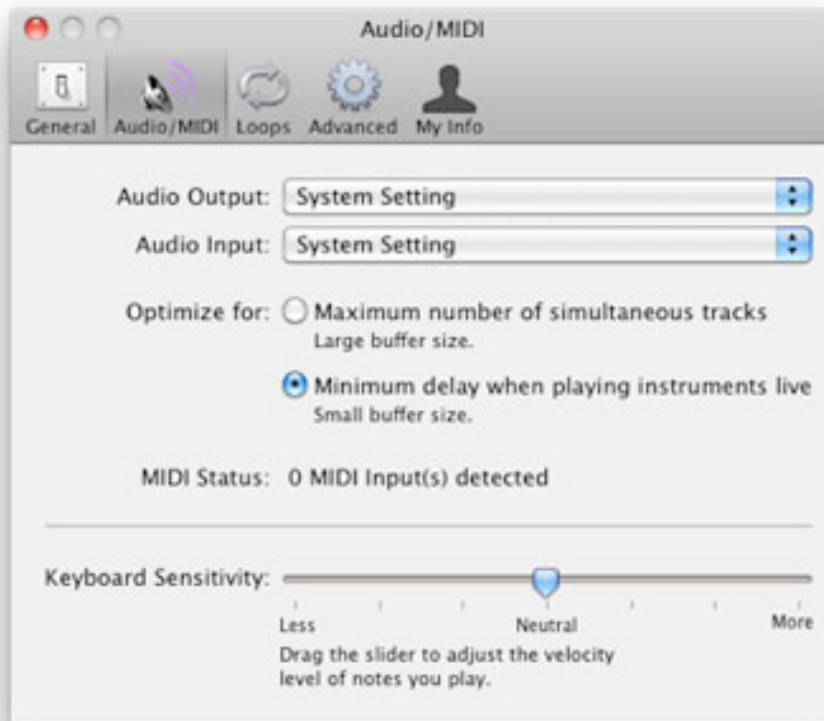 Audio/MIDI
General Audio/MIDI Loops Advanced My Info
Audio Output: System Setting
Audio Input: System Setting
Optimize for: Maximum number of simultaneous tracks
Large buffer size.
Minimum delay when playing instruments live
Small buffer size.
MIDI Status: 0 MIDI Input(s) detected
Keyboard Sensitivity:
Less Neutral More
Drag the slider to adjust the velocity
level of notes you play.